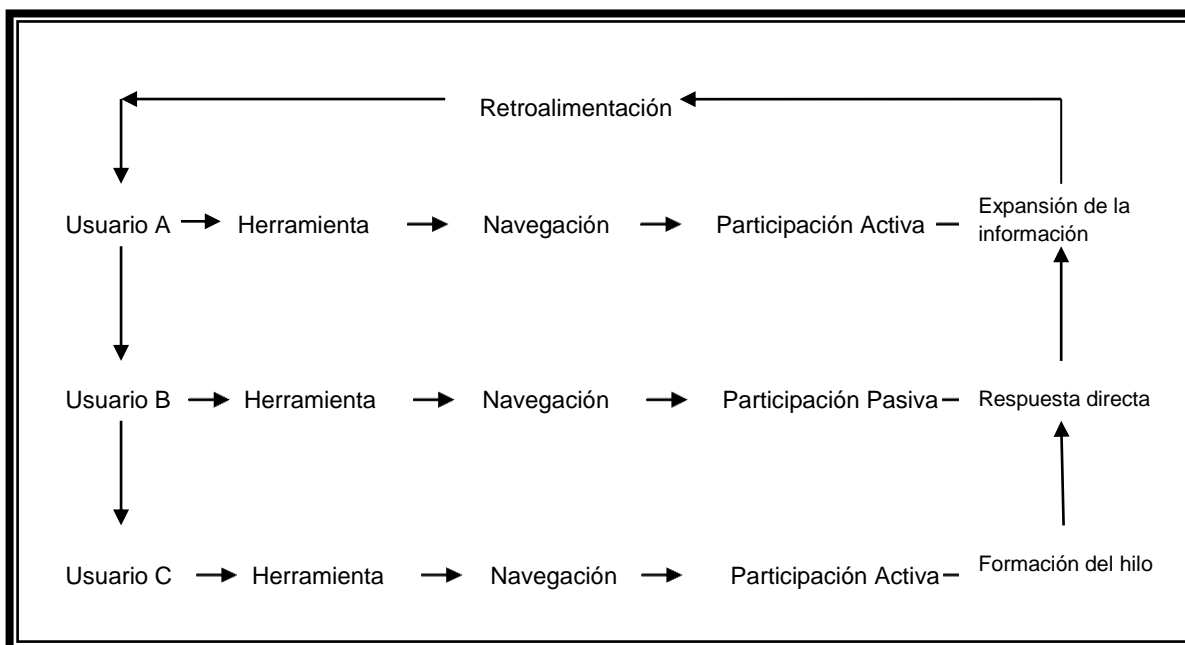 Retroalimentación
Usuario A Herramienta Navegación Participación Activa Expansión de la
información
Usuario B Herramienta Navegación Participación Pasiva Respuesta directa
Usuario C Herramienta Navegación Participación Activa Formación del hilo